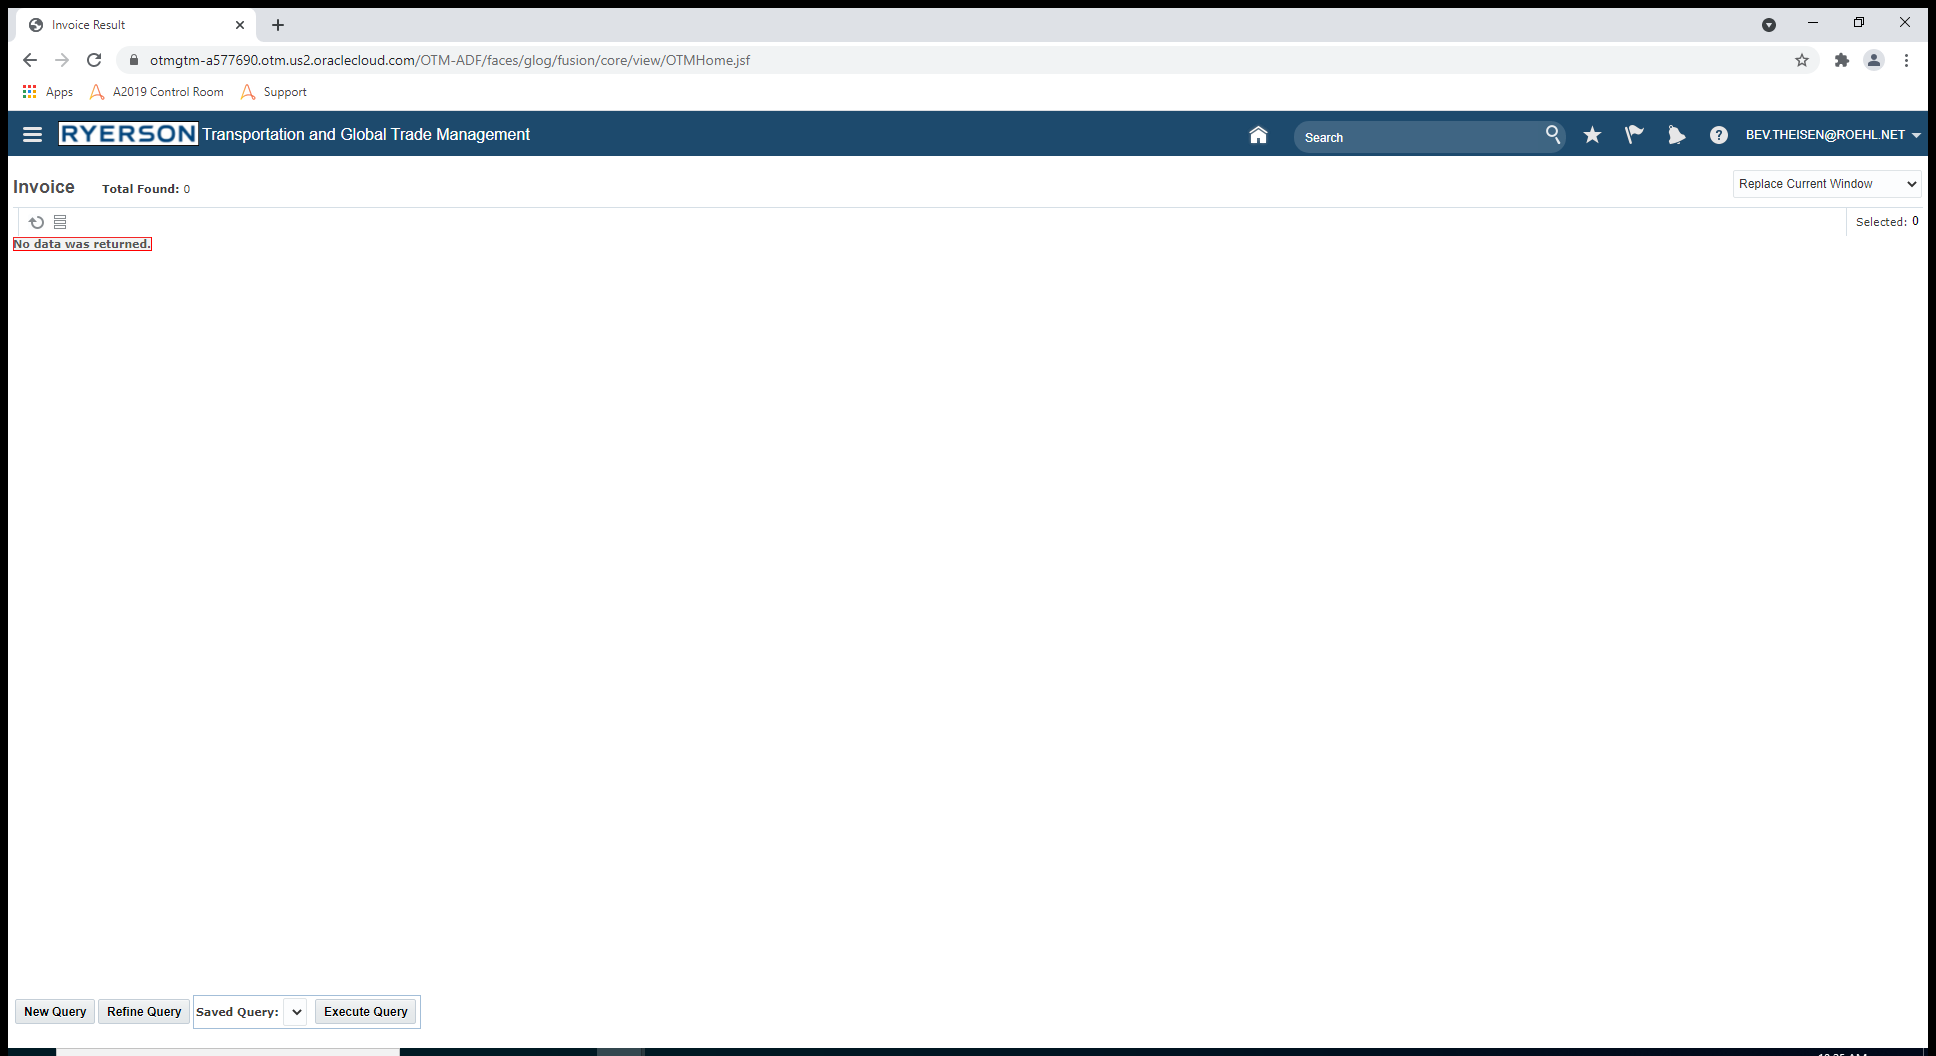 Invoice Result
otmgtm-a577690.otm.us2.oraclecloud.com/OTM-ADF/faces/glog/fusion/core/view/OTMHome.jsf
Apps A2019 Control Room Support
RYERSON Transportation and Global Trade Management Search ? BEV.THEISEN@ROEHL.NET
Invoice Total Found: 0 Replace Current Window
Selected: 0
No data was returned.
New Query Refine Query Saved Query: Execute Query